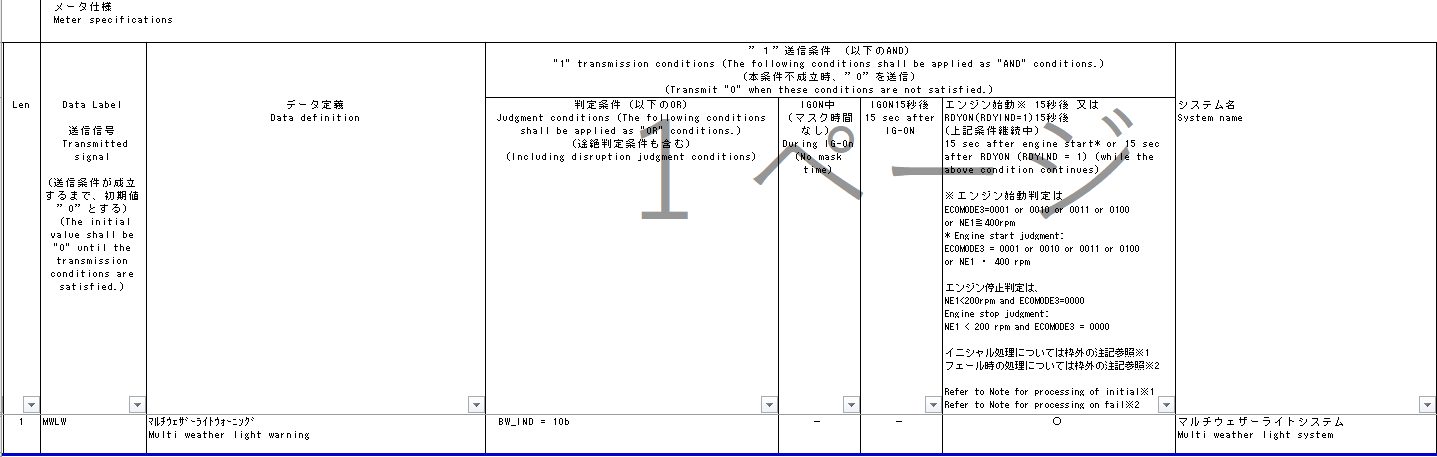 メータ仕様
Meter specifications
Len
Data Label
送信信号
Transmitted
signal
(送信条件が成立
するまで、初期値
”0”とする)
(The initial
value shall be
"0" until the
transmission
conditions are
satisfied.)
データ定義
Data definition
”1”送信条件 (以下のAND)
"1" transmission conditions (The following conditions shall be applied as "AND" conditions.)
(本条件不成立時、”0”を送信)
(Transmit "0" when these conditions are not satisfied.)
判定条件 (以下のOR)
Judgment conditions (The following conditions
shall be applied as "OR" conditions.)
(途絶判定条件も含む)
(Including disruption judgment conditions)
IGON中
(マスク時間
なし)
During IG-On
(No mask
time)
IGON15秒後
15 sec after
IG-ON
エンジン始動※ 15秒後 又は
RDYON(RDYIND=1)15秒後
(上記条件継続中)
15 sec after engine start* or 15 sec
after RDYON (RDYIND = 1) (while the
above condition continues)
※エンジン始動判定は
ECOMODE3=0001 or 0010 or 0011 or 0100
or NE1≧400rpm
* Engine start judgment:
ECOMODE3 = 0001 or 0010 or 0011 or 0100
or NE1 ・ 400 rpm
エンジン停止判定は、
NE1<200rpm and ECOMODE3=0000
Engine stop judgment:
NE1 < 200 rpm and ECOMODE3 = 0000
イニシャル処理については枠外の注記参照※1
フェール時の処理については枠外の注記参照※2
Refer to Note for processing of initial※1
Refer to Note for processing on fail※2
システム名
System name
1 ページ
1
MWLW
ﾏﾙﾁｳｪｻﾞｰﾗｲﾄｳｫｰﾆﾝｸﾞ
Multi weather light warning
BW_IND = 10b
－
－
○
マルチウェザーライトシステム
Multi weather light system